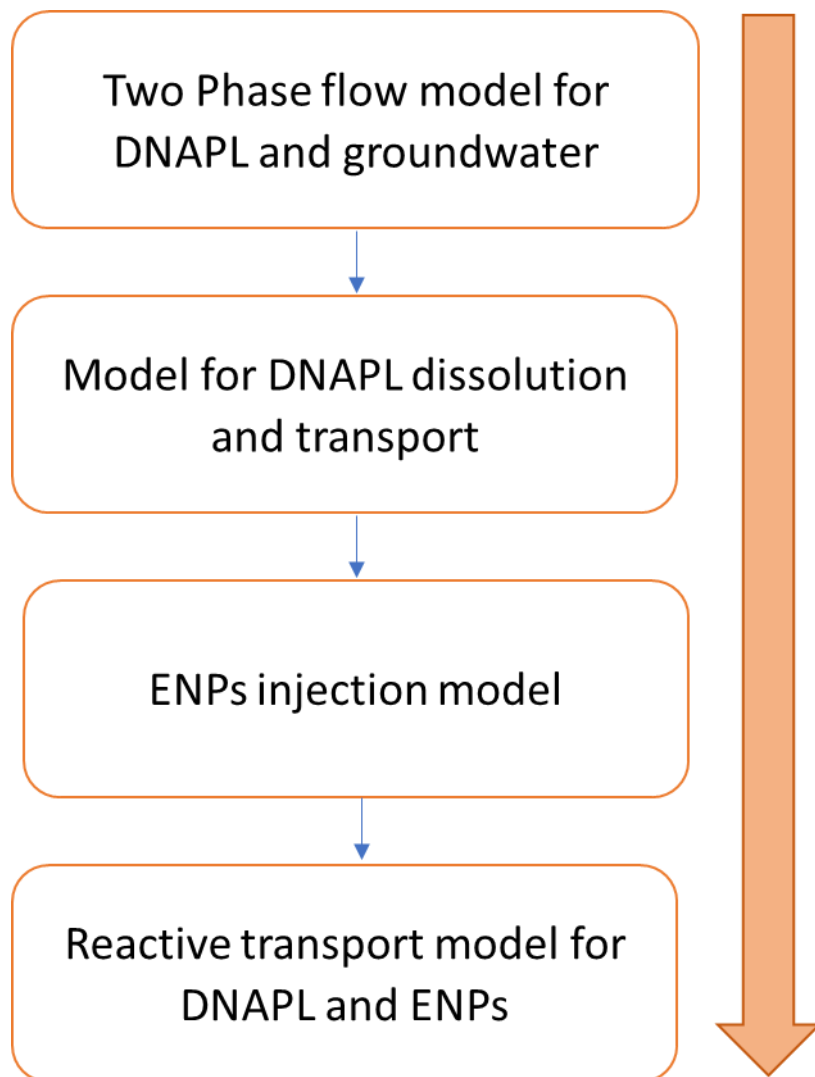 Two Phase flow model for
DNAPL and groundwater
Model for DNAPL dissolution
and transport
ENPs injection model
Reactive transport model for
DNAPL and ENPs